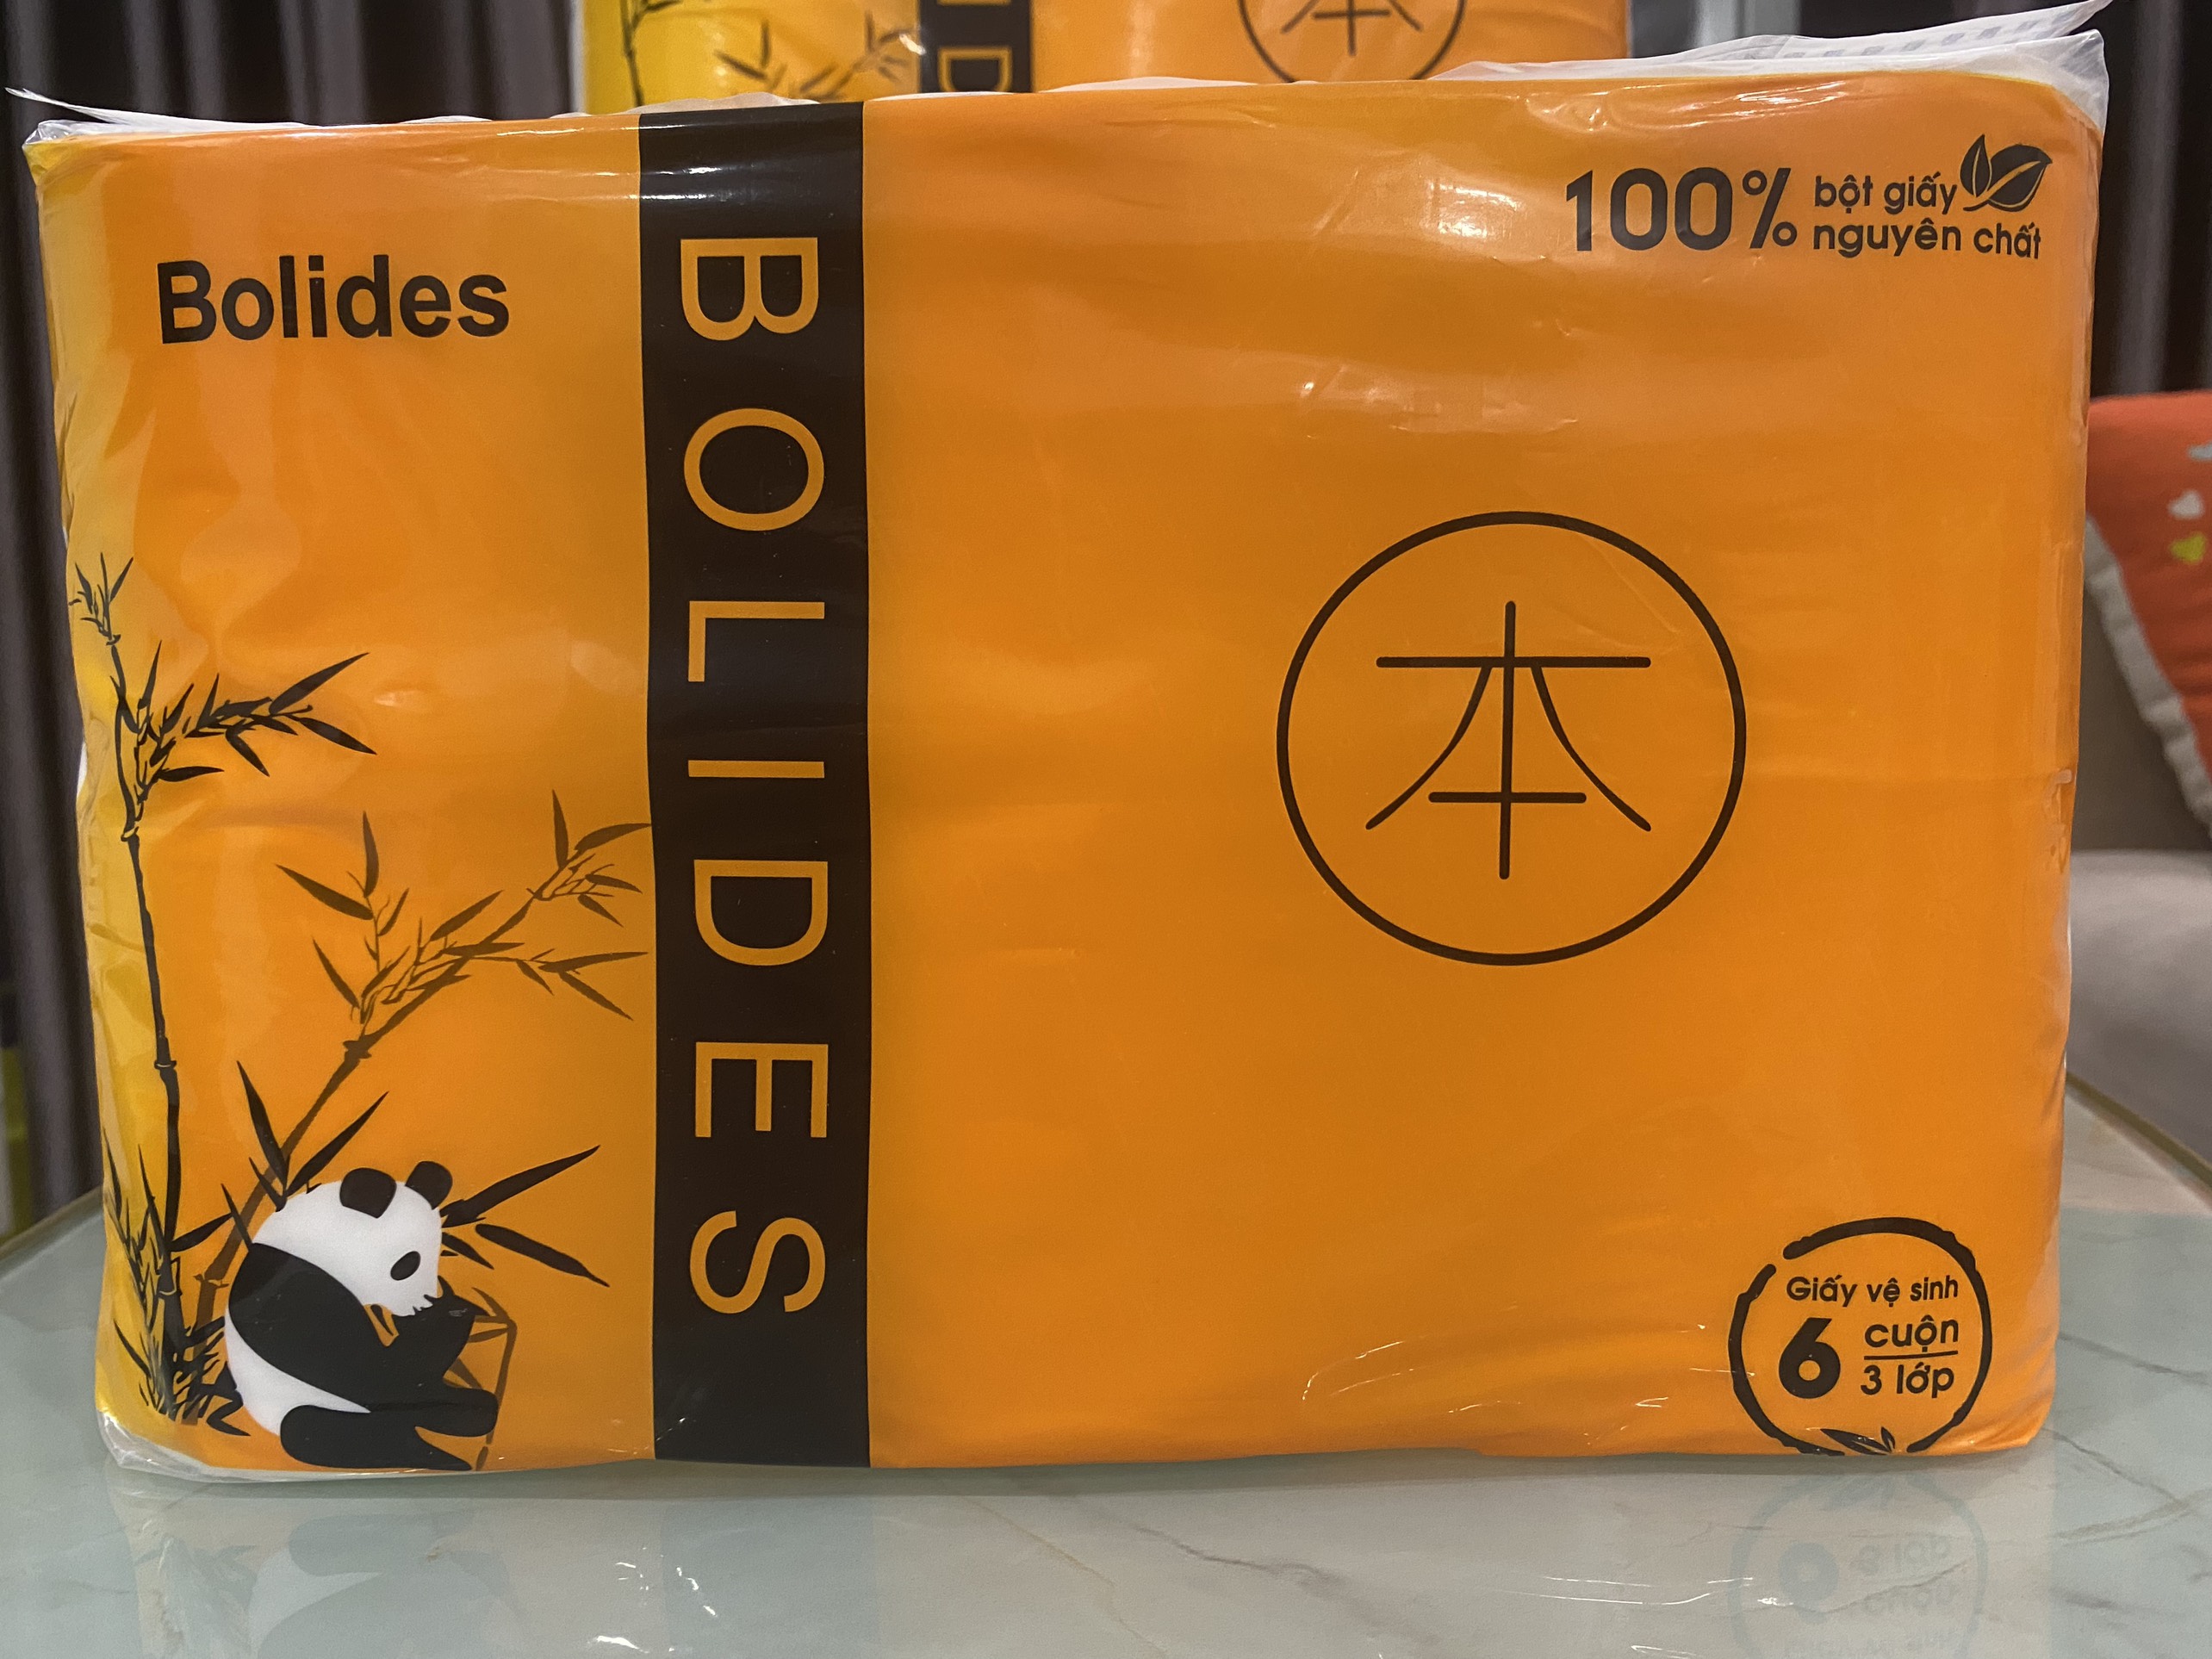 Bolides
BOLIDES
100% bột giấy
nguyên chất
本
Giấy vệ sinh
6 cuộn
3 lớp